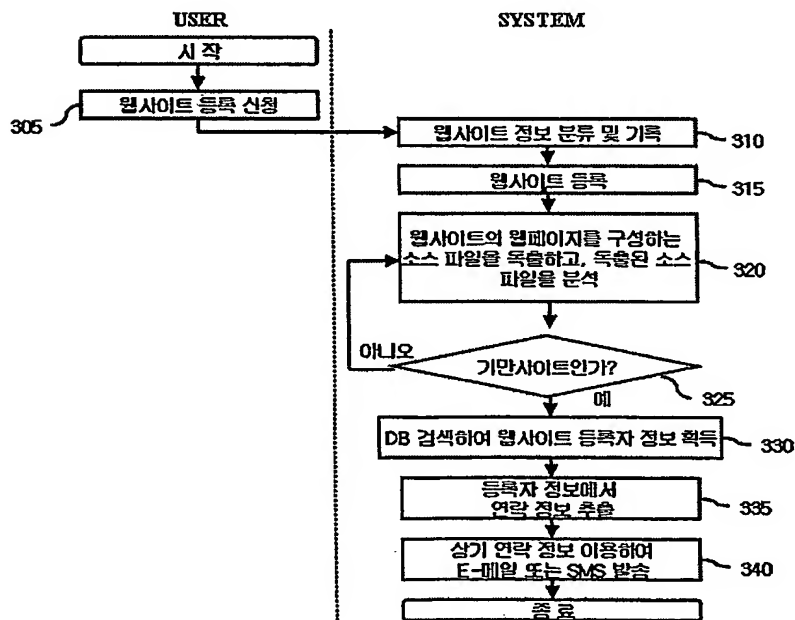 USER
SYSTEM
시 작
웹사이트 등록 신청
305
웹사이트 정보 분류 및 기록
310
웹사이트 등록
315
웹사이트의 웹페이지를 구성하는
소스 파일을 독출하고, 독출된 소스
파일을 분석
320
아니오
기만사이트인가?
325
예
DB 검색하여 웹사이트 등록자 정보 획득
330
등록자 정보에서
연락 정보 추출
335
상기 연락 정보 이용하여
E-메일 또는 SMS 발송
340
종 료